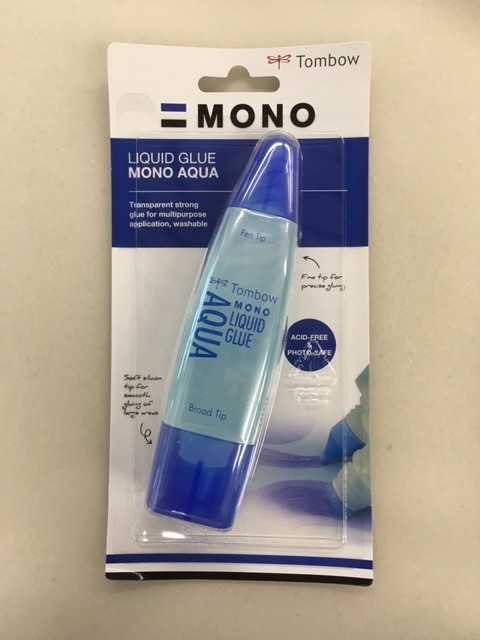 Tombow
MONO
LIQUID GLUE
MONO AQUA
Transparent strong
glue for multipurpose
application, washable
Pen Tip
Fine tip for
precise gluing
Tombow
MONO
LIQUID
GLUE
AQUA
ACID-FREE
&
PHOTO-SAFE
Soft silicon
tip for
smooth
gluing of
large areas
Broad Tip